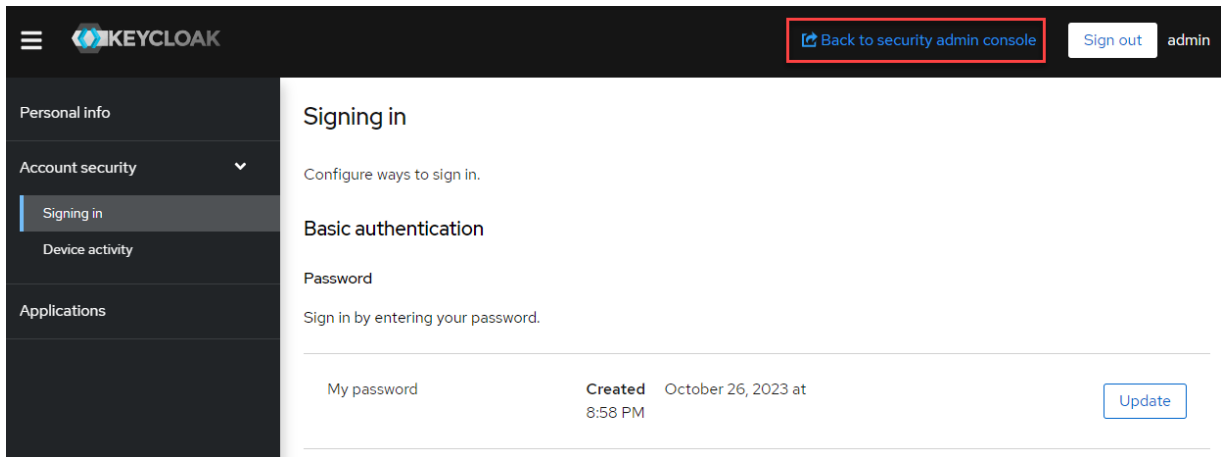 KEYCLOAK
Back to security admin console
Sign out
admin
Personal info
Account security
Signing in
Device activity
Applications
Signing in
Configure ways to sign in.
Basic authentication
Password
Sign in by entering your password.
My password
Created October 26, 2023 at
8:58 PM
Update